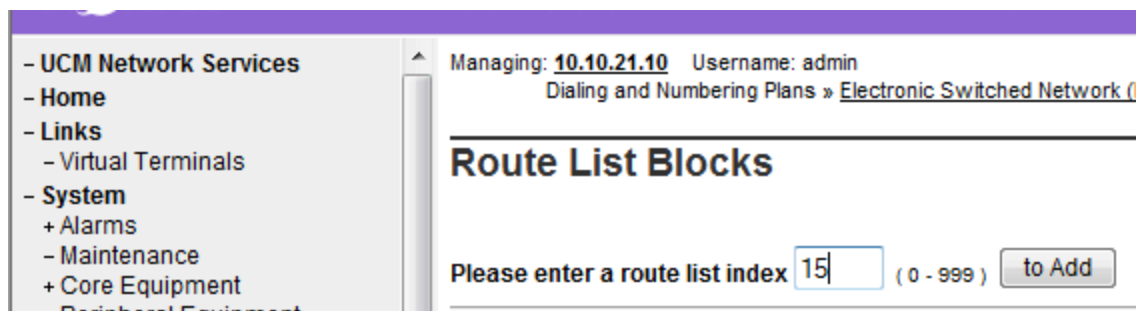 – UCM Network Services
– Home
– Links
– Virtual Terminals
– System
+ Alarms
– Maintenance
+ Core Equipment
Managing: 10.10.21.10 Username: admin
Dialing and Numbering Plans » Electronic Switched Network (
Route List Blocks
Please enter a route list index 15 ( 0 - 999 ) to Add